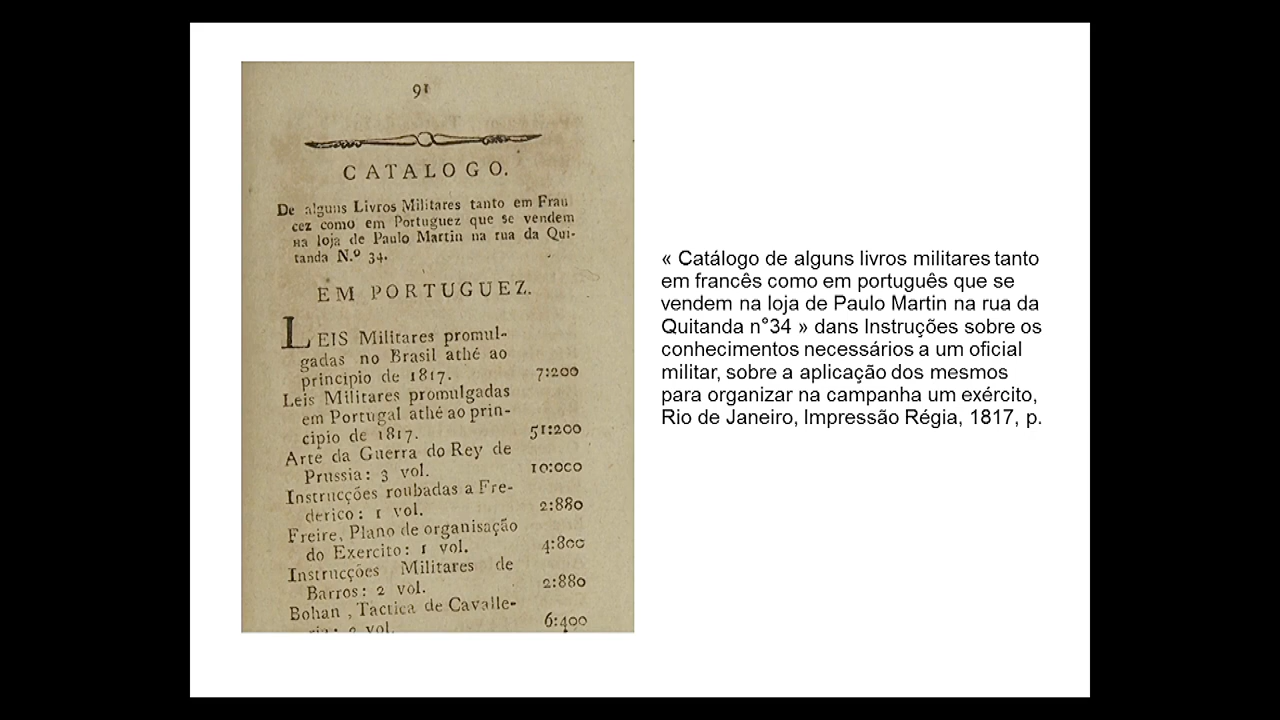 91
CATALOGO.
De alguns Livros Militares tanto em Fran
cez como em Portuguez que se vendem
na loja de Paulo Martin na rua da Qui-
tanda N.º 34.
EM PORTUGUEZ.
LEIS Militares promul-
gadas no Brasil athé ao
principio de 1817. 7:200
Leis Militares promulgadas
em Portugal athé ao prin-
cipio de 1817. 51:200
Arte da Guerra do Rey de
Prussia: 3 vol. 10:000
Instrucções roubadas a Fre-
derico: 1 vol. 2:880
Freire, Plano de organisação
do Exercito: 1 vol. 4:800
Instrucções Militares de
Barros: 2 vol. 2:880
Bohan, Tactica de Cavalle-
vol. 6:400
« Catálogo de alguns livros militares tanto
em francês como em português que se
vendem na loja de Paulo Martin na rua da
Quitanda n°34 » dans Instruções sobre os
conhecimentos necessários a um oficial
militar, sobre a aplicação dos mesmos
para organizar na campanha um exército,
Rio de Janeiro, Impressão Régia, 1817, p.